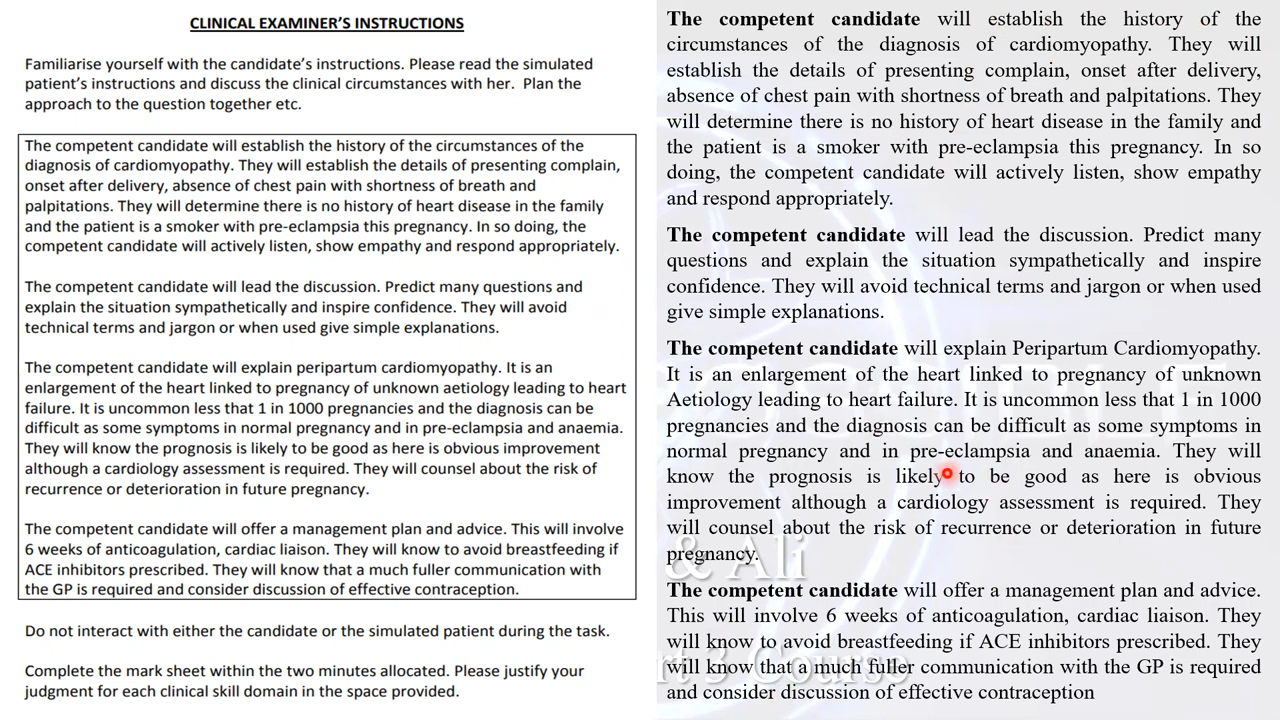 CLINICAL EXAMINER'S INSTRUCTIONS
Familiarise yourself with the candidate's instructions. Please read the simulated
patient's instructions and discuss the clinical circumstances with her. Plan the
approach to the question together etc.
The competent candidate will establish the history of the circumstances of the
diagnosis of cardiomyopathy. They will establish the details of presenting complain,
onset after delivery, absence of chest pain with shortness of breath and
palpitations. They will determine there is no history of heart disease in the family
and the patient is a smoker with pre-eclampsia this pregnancy. In so doing, the
competent candidate will actively listen, show empathy and respond appropriately.
The competent candidate will lead the discussion. Predict many questions and
explain the situation sympathetically and inspire confidence. They will avoid
technical terms and jargon or when used give simple explanations.
The competent candidate will explain peripartum cardiomyopathy. It is an
enlargement of the heart linked to pregnancy of unknown aetiology leading to heart
failure. It is uncommon less that 1 in 1000 pregnancies and the diagnosis can be
difficult as some symptoms in normal pregnancy and in pre-eclampsia and anaemia.
They will know the prognosis is likely to be good as here is obvious improvement
although a cardiology assessment is required. They will counsel about the risk of
recurrence or deterioration in future pregnancy.
The competent candidate will offer a management plan and advice. This will involve
6 weeks of anticoagulation, cardiac liaison. They will know to avoid breastfeeding if
ACE inhibitors prescribed. They will know that a much fuller communication with
the GP is required and consider discussion of effective contraception.
Do not interact with either the candidate or the simulated patient during the task.
Complete the mark sheet within the two minutes allocated. Please justify your
judgment for each clinical skill domain in the space provided.
The competent candidate will establish the history of the
circumstances of the diagnosis of cardiomyopathy. They will
establish the details of presenting complain, onset after delivery,
absence of chest pain with shortness of breath and palpitations. They
will determine there is no history of heart disease in the family and
the patient is a smoker with pre-eclampsia this pregnancy. In so
doing, the competent candidate will actively listen, show empathy
and respond appropriately.
The competent candidate will lead the discussion. Predict many
questions and explain the situation sympathetically and inspire
confidence. They will avoid technical terms and jargon or when used
give simple explanations.
The competent candidate will explain Peripartum Cardiomyopathy.
It is an enlargement of the heart linked to pregnancy of unknown
Aetiology leading to heart failure. It is uncommon less that 1 in 1000
pregnancies and the diagnosis can be difficult as some symptoms in
normal pregnancy and in pre-eclampsia and anaemia. They will
know the prognosis is likely to be good as here is obvious
improvement although a cardiology assessment is required. They
will counsel about the risk of recurrence or deterioration in future
pregnancy.
& Ali
The competent candidate will offer a management plan and advice.
This will involve 6 weeks of anticoagulation, cardiac liaison. They
will know to avoid breastfeeding if ACE inhibitors prescribed. They
will know that a much fuller communication with the GP is required
and consider discussion of effective contraception
rt 3 Course